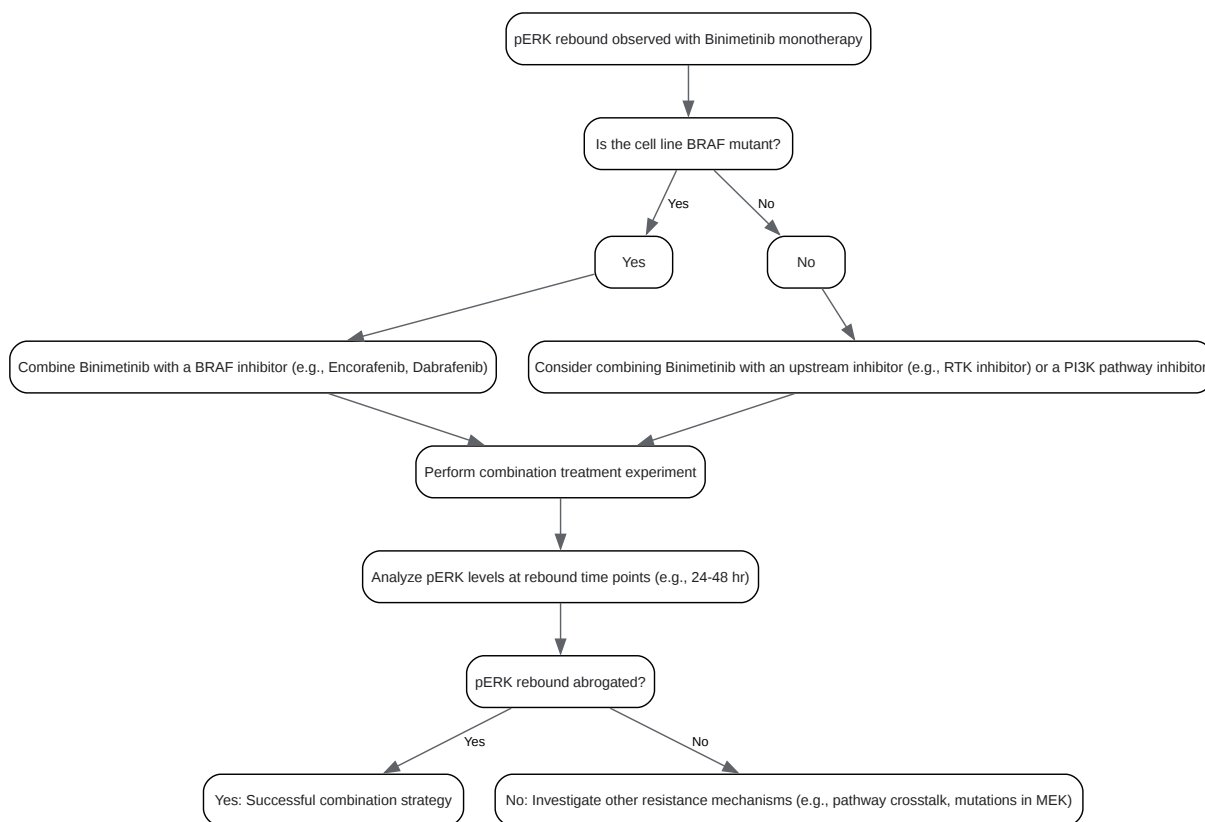 pERK rebound observed with Binimetinib monotherapy
Is the cell line BRAF mutant?
Yes
No
Yes
No
Combine Binimetinib with a BRAF inhibitor (e.g., Encorafenib, Dabrafenib)
Consider combining Binimetinib with an upstream inhibitor (e.g., RTK inhibitor) or a PI3K pathway inhibitor
Perform combination treatment experiment
Analyze pERK levels at rebound time points (e.g., 24-48 hr)
pERK rebound abrogated?
Yes
No
Yes: Successful combination strategy
No: Investigate other resistance mechanisms (e.g., pathway crosstalk, mutations in MEK)